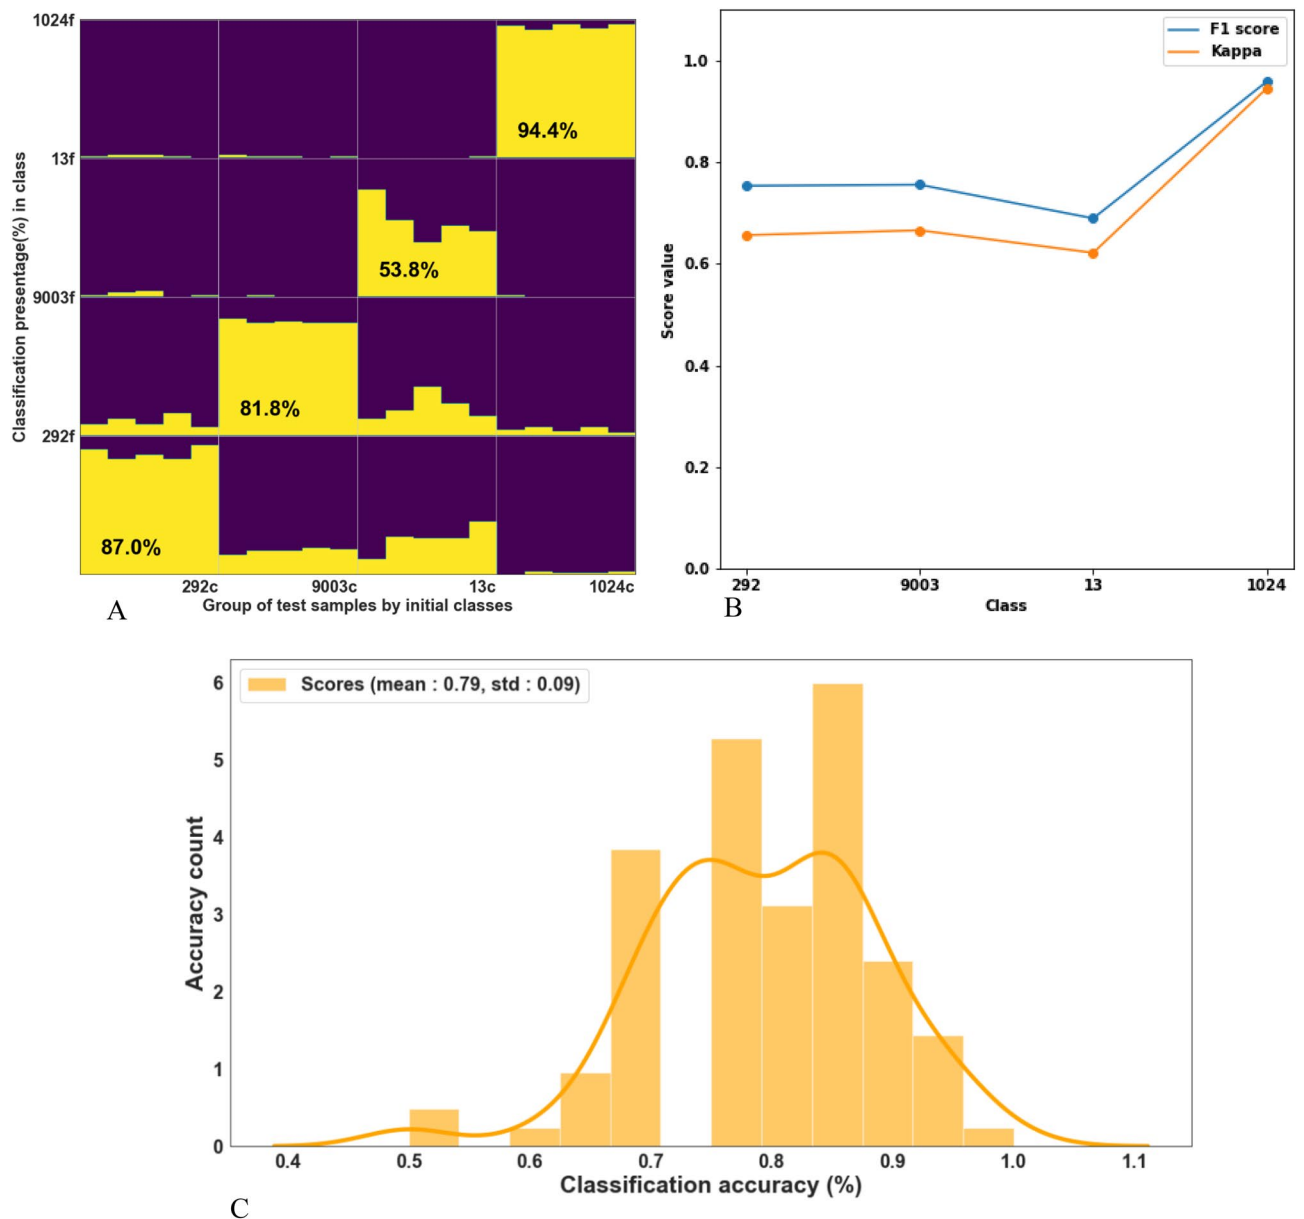 Classification presentage(%) in class
1024f
13f
9003f
292f
94.4%
53.8%
81.8%
87.0%
292c 9003c 13c 1024c
Group of test samples by initial classes
A
F1 score
Kappa
Score value
1.0
0.8
0.6
0.4
0.2
0.0
292 9003 13 1024
Class
B
Scores (mean : 0.79, std : 0.09)
Accuracy count
6
5
4
3
2
1
0
0.4 0.5 0.6 0.7 0.8 0.9 1.0 1.1
Classification accuracy (%)
C